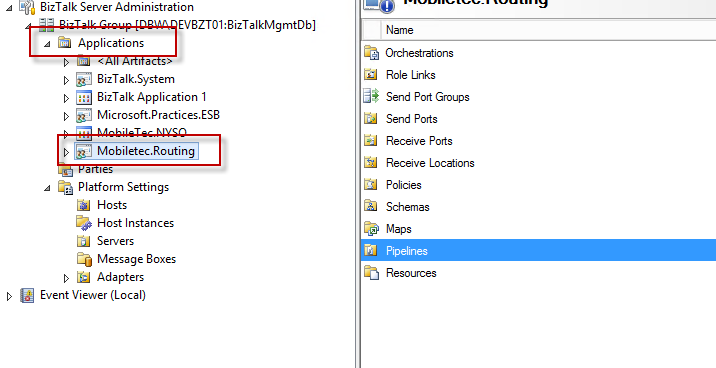 BizTalk Server Administration
BizTalk Group [DBW\DEVBZT01:BizTalkMgmtDb]
Applications
<All Artifacts>
BizTalk.System
BizTalk Application 1
Microsoft.Practices.ESB
MobileTec.NYSO
Mobiletec.Routing
Parties
Platform Settings
Hosts
Host Instances
Servers
Message Boxes
Adapters
Event Viewer (Local)
Mobiletec.Routing
Name
Orchestrations
Role Links
Send Port Groups
Send Ports
Receive Ports
Receive Locations
Policies
Schemas
Maps
Pipelines
Resources